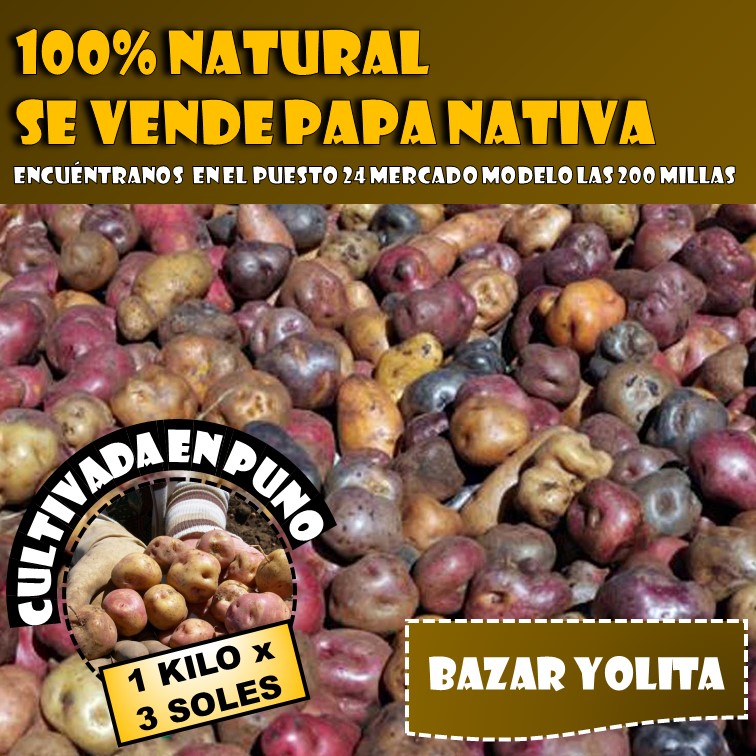 100% NATURAL
SE VENDE PAPA NATIVA
ENCUÉNTRANOS EN EL PUESTO 24 MERCADO MODELO LAS 200 MILLAS
CULTIVADA EN PUNO
1 KILO x
3 SOLES
BAZAR YOLITA